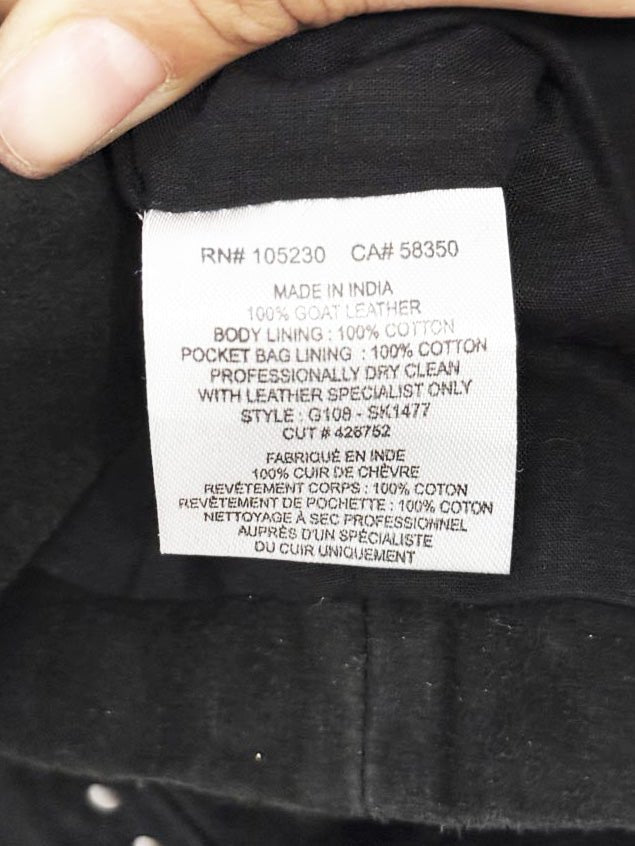 RN# 105230 CA# 58350
MADE IN INDIA
100% GOAT LEATHER
BODY LINING : 100% COTTON
POCKET BAG LINING : 100% COTTON
PROFESSIONALLY DRY CLEAN
WITH LEATHER SPECIALIST ONLY
STYLE : G108 - SK1477
CUT # 426752
FABRIQUÉ EN INDE
100% CUIR DE CHÈVRE
REVÊTEMENT CORPS : 100% COTON
REVÊTEMENT DE POCHETTE : 100% COTON
NETTOYAGE À SEC PROFESSIONNEL
AUPRÈS D'UN SPÉCIALISTE
DU CUIR UNIQUEMENT